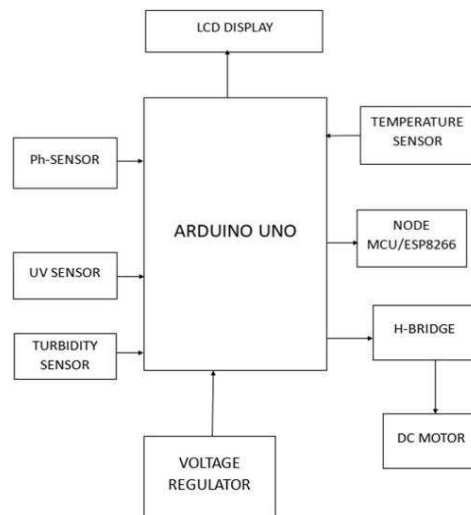 LCD DISPLAY
TEMPERATURE
SENSOR
Ph-SENSOR
ARDUINO UNO
NODE
MCU/ESP8266
UV SENSOR
H-BRIDGE
TURBIDITY
SENSOR
DC MOTOR
VOLTAGE
REGULATOR